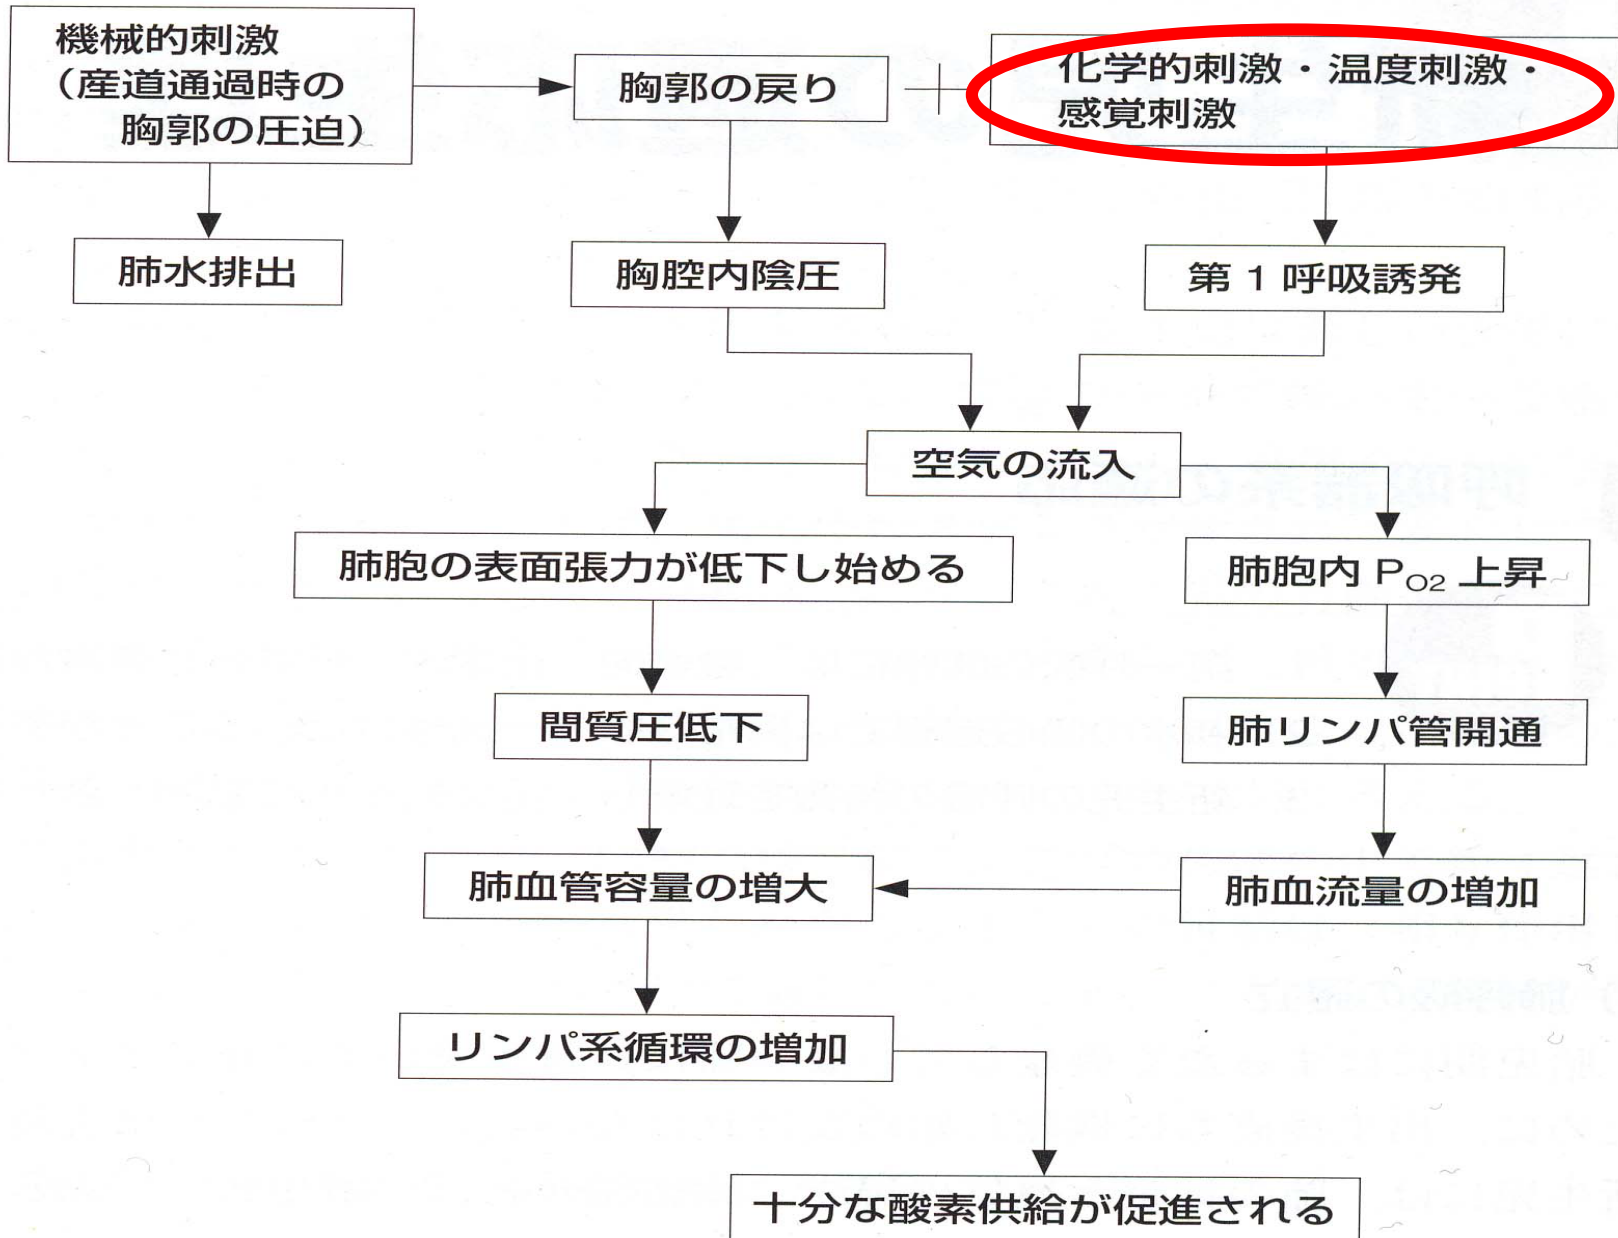 機械的刺激
（産道通過時の
胸郭の圧迫）
胸郭の戻り
＋
化学的刺激・温度刺激・
感覚刺激
肺水排出
胸腔内陰圧
第 1 呼吸誘発
空気の流入
肺胞の表面張力が低下し始める
肺胞内 PO2 上昇
間質圧低下
肺リンパ管開通
肺血管容量の増大
肺血流量の増加
リンパ系循環の増加
十分な酸素供給が促進される